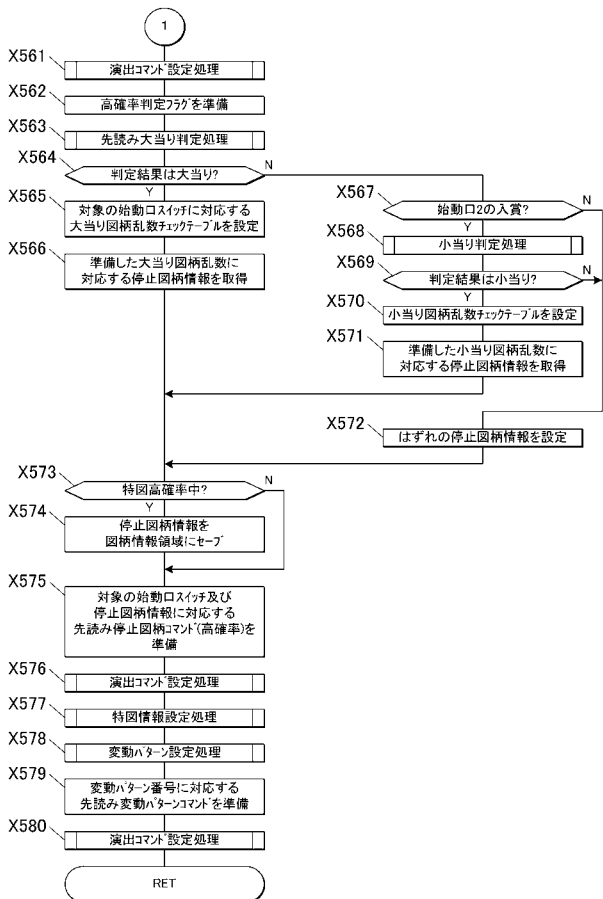 1
X561
演出コマンド設定処理
X562
高確率判定フラグを準備
X563
先読み大当り判定処理
X564
判定結果は大当り?
N
Y
X565
対象の始動口スイッチに対応する
大当り図柄乱数チェックテーブルを設定
X566
準備した大当り図柄乱数に
対応する停止図柄情報を取得
X567
始動口2の入賞?
N
Y
X568
小当り判定処理
X569
判定結果は小当り?
N
Y
X570
小当り図柄乱数チェックテーブルを設定
X571
準備した小当り図柄乱数に
対応する停止図柄情報を取得
X572
はずれの停止図柄情報を設定
X573
特図高確率中?
N
Y
X574
停止図柄情報を
図柄情報領域にセーブ
X575
対象の始動口スイッチ及び
停止図柄情報に対応する
先読み停止図柄コマンド(高確率)を
準備
X576
演出コマンド設定処理
X577
特図情報設定処理
X578
変動パターン設定処理
X579
変動パターン番号に対応する
先読み変動パターンコマンドを準備
X580
演出コマンド設定処理
RET